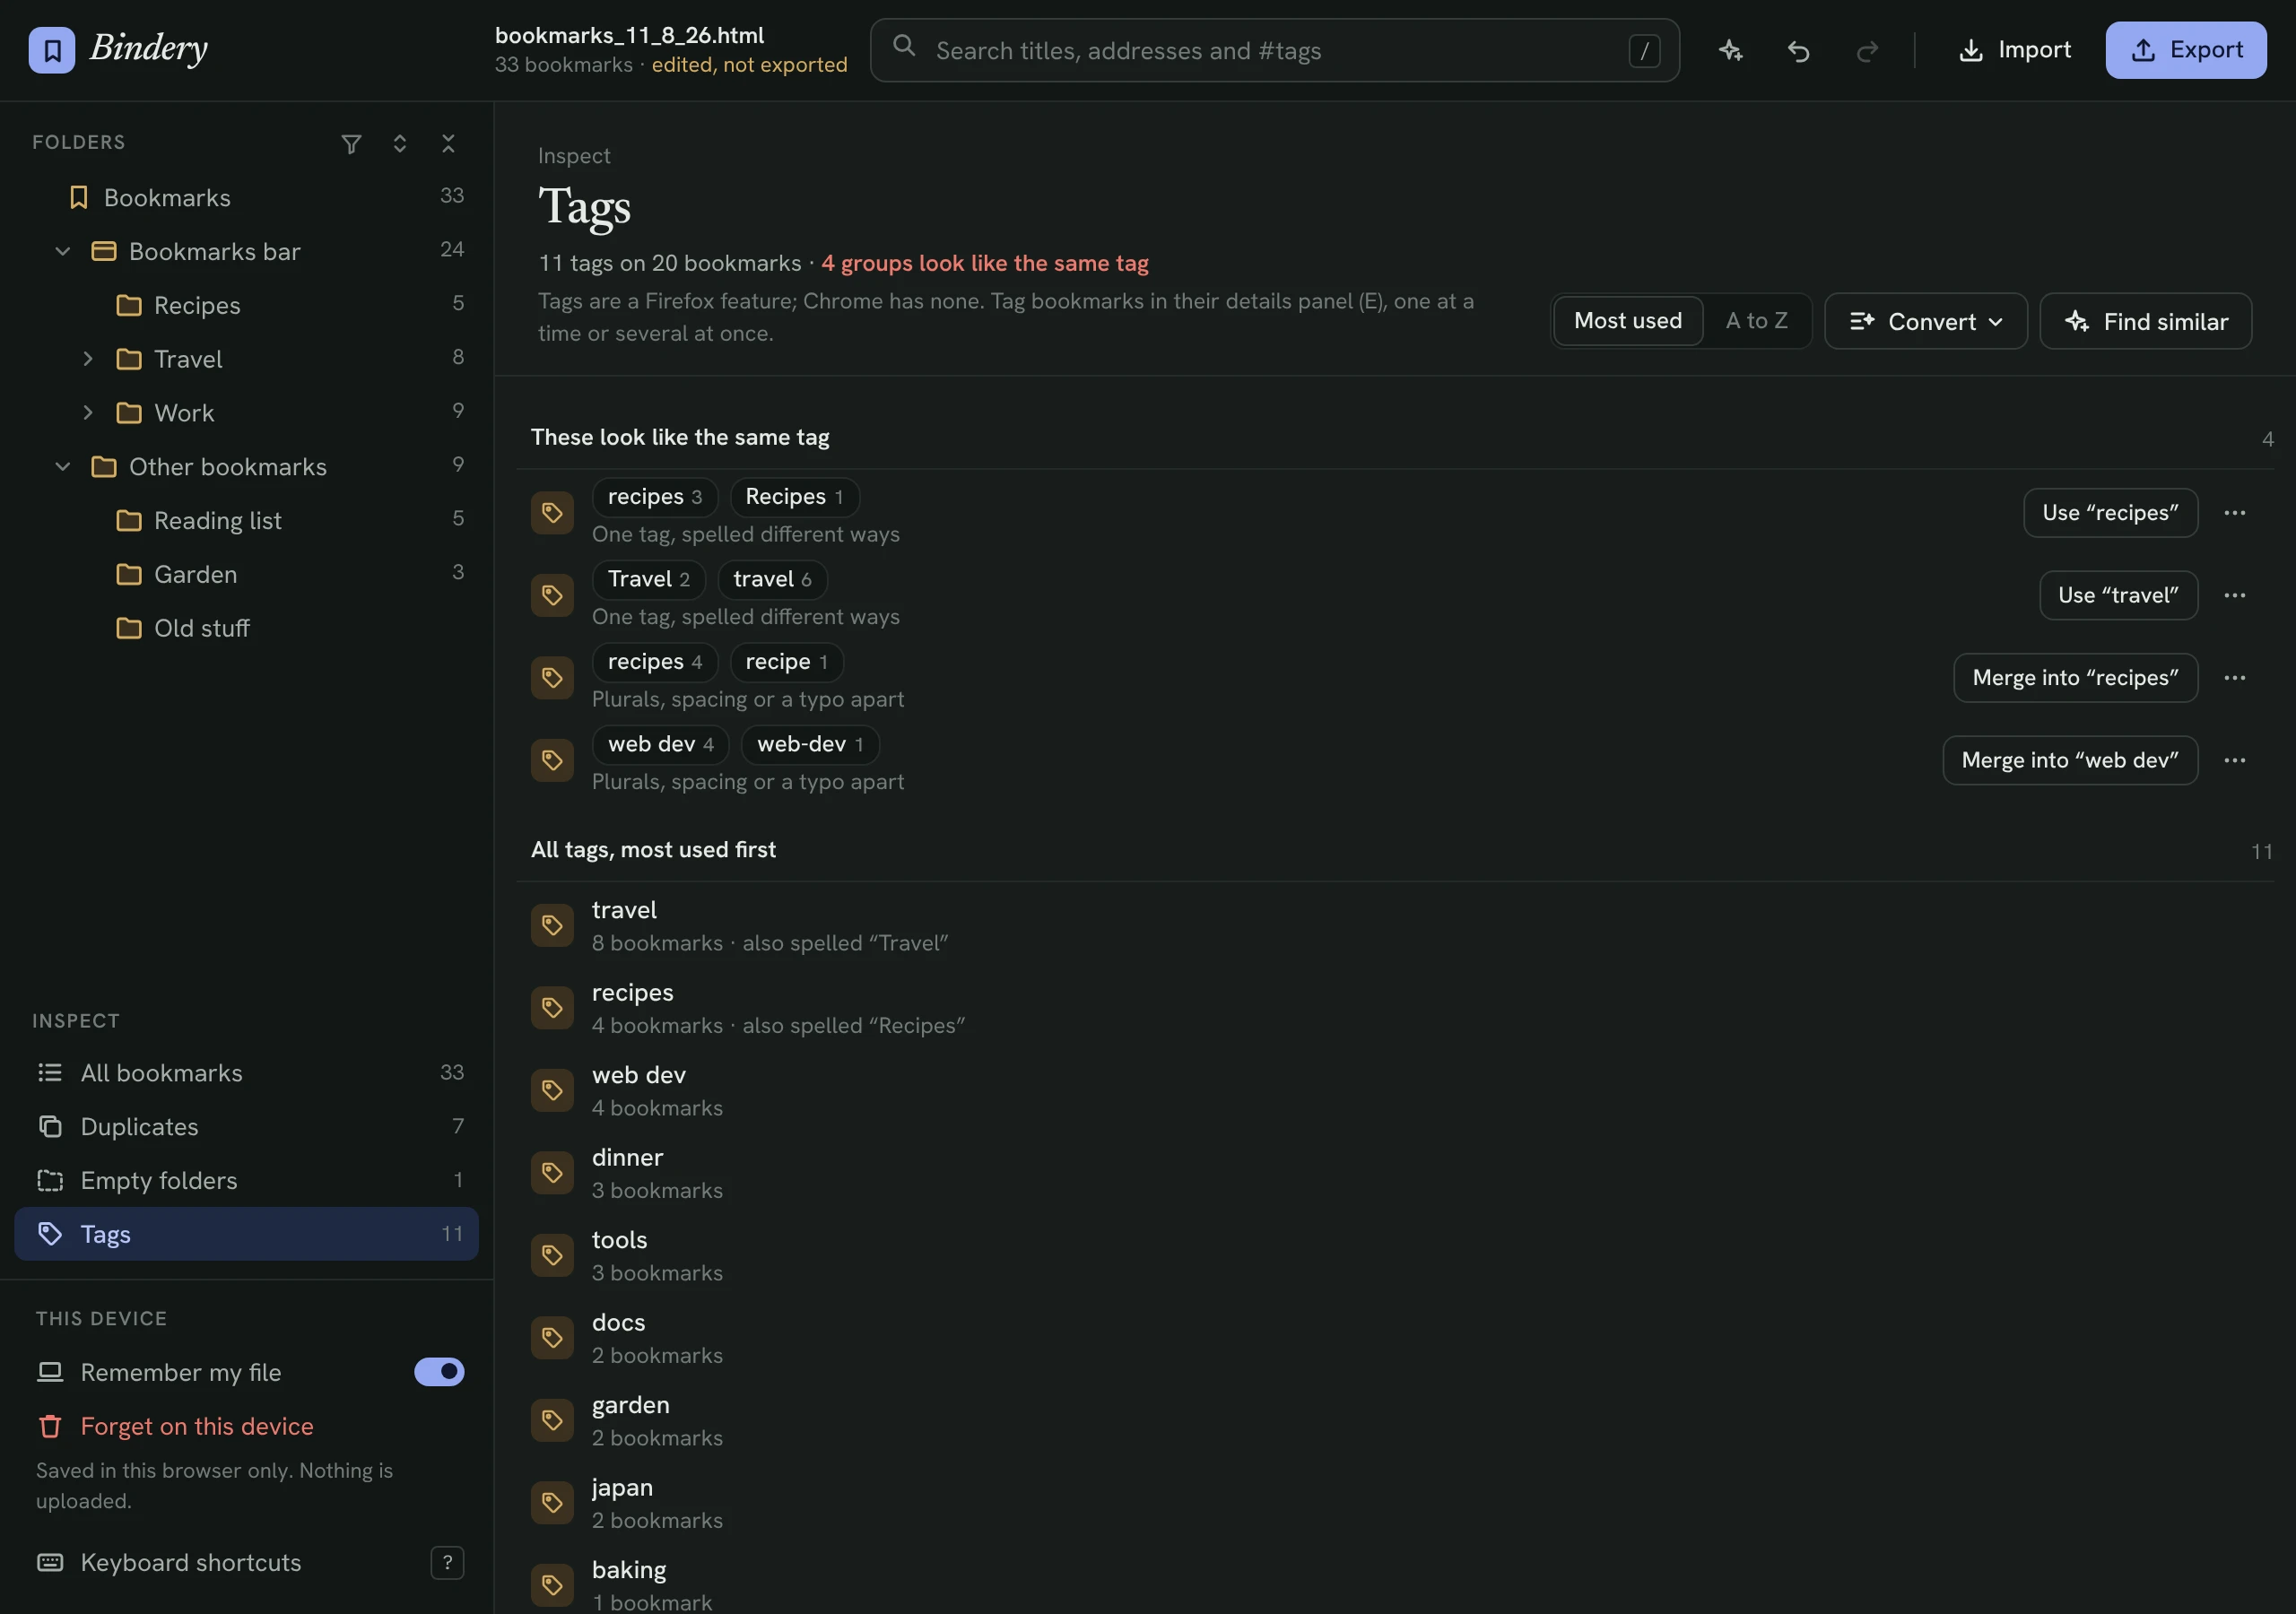 Bindery
bookmarks_11_8_26.html
33 bookmarks · edited, not exported
Search titles, addresses and #tags
/
Import
Export
FOLDERS
Bookmarks 33
Bookmarks bar 24
Recipes 5
Travel 8
Work 9
Other bookmarks 9
Reading list 5
Garden 3
Old stuff
INSPECT
All bookmarks 33
Duplicates 7
Empty folders 1
Tags 11
THIS DEVICE
Remember my file
Forget on this device
Saved in this browser only. Nothing is
uploaded.
Keyboard shortcuts ?
Inspect
Tags
11 tags on 20 bookmarks · 4 groups look like the same tag
Tags are a Firefox feature; Chrome has none. Tag bookmarks in their details panel (E), one at a
time or several at once.
Most used
A to Z
Convert
Find similar
These look like the same tag 4
recipes 3 Recipes 1
One tag, spelled different ways
Use “recipes”
Travel 2 travel 6
One tag, spelled different ways
Use “travel”
recipes 4 recipe 1
Plurals, spacing or a typo apart
Merge into “recipes”
web dev 4 web-dev 1
Plurals, spacing or a typo apart
Merge into “web dev”
All tags, most used first 11
travel
8 bookmarks · also spelled “Travel”
recipes
4 bookmarks · also spelled “Recipes”
web dev
4 bookmarks
dinner
3 bookmarks
tools
3 bookmarks
docs
2 bookmarks
garden
2 bookmarks
japan
2 bookmarks
baking
1 bookmark